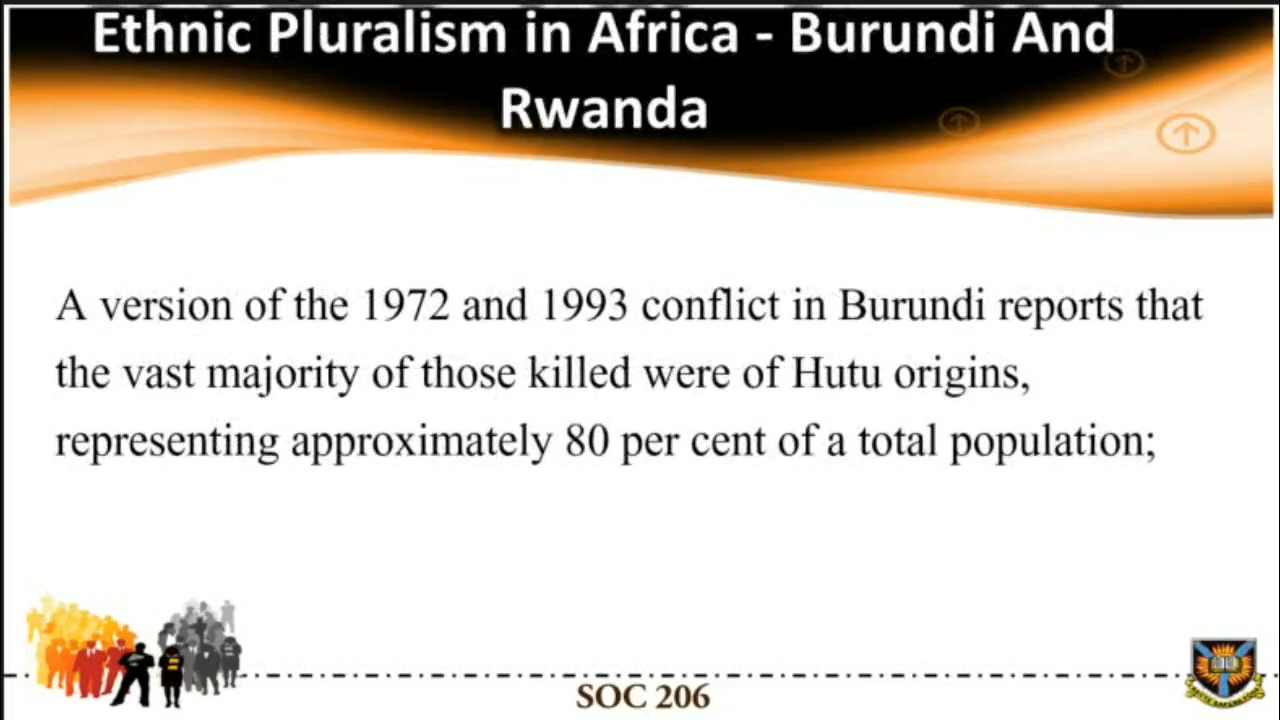 Ethnic Pluralism in Africa - Burundi And
Rwanda
A version of the 1972 and 1993 conflict in Burundi reports that
the vast majority of those killed were of Hutu origins,
representing approximately 80 per cent of a total population;
SOC 206